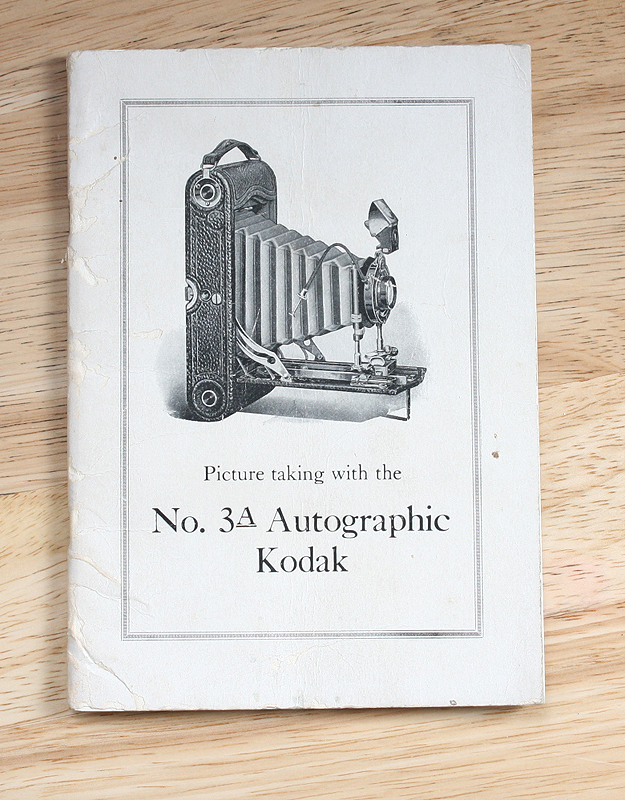 Picture taking with the
No. 3A Autographic
Kodak